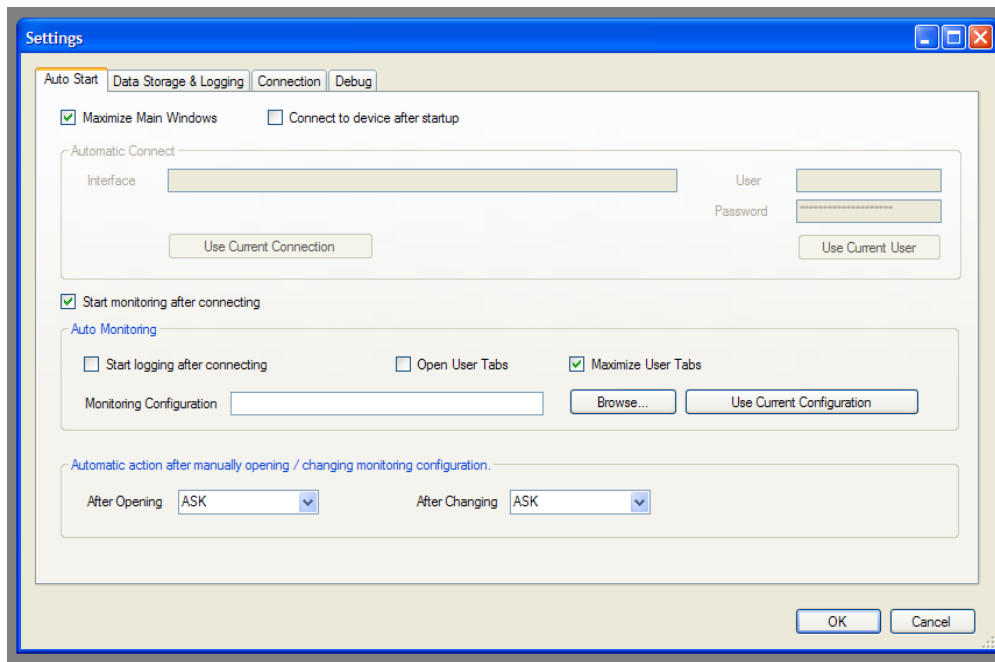 Settings
Auto Start Data Storage & Logging Connection Debug
Maximize Main Windows Connect to device after startup
Automatic Connect
Interface User
Password ********************
Use Current Connection Use Current User
Start monitoring after connecting
Auto Monitoring
Start logging after connecting Open User Tabs Maximize User Tabs
Monitoring Configuration Browse... Use Current Configuration
Automatic action after manually opening / changing monitoring configuration.
After Opening ASK After Changing ASK
OK Cancel